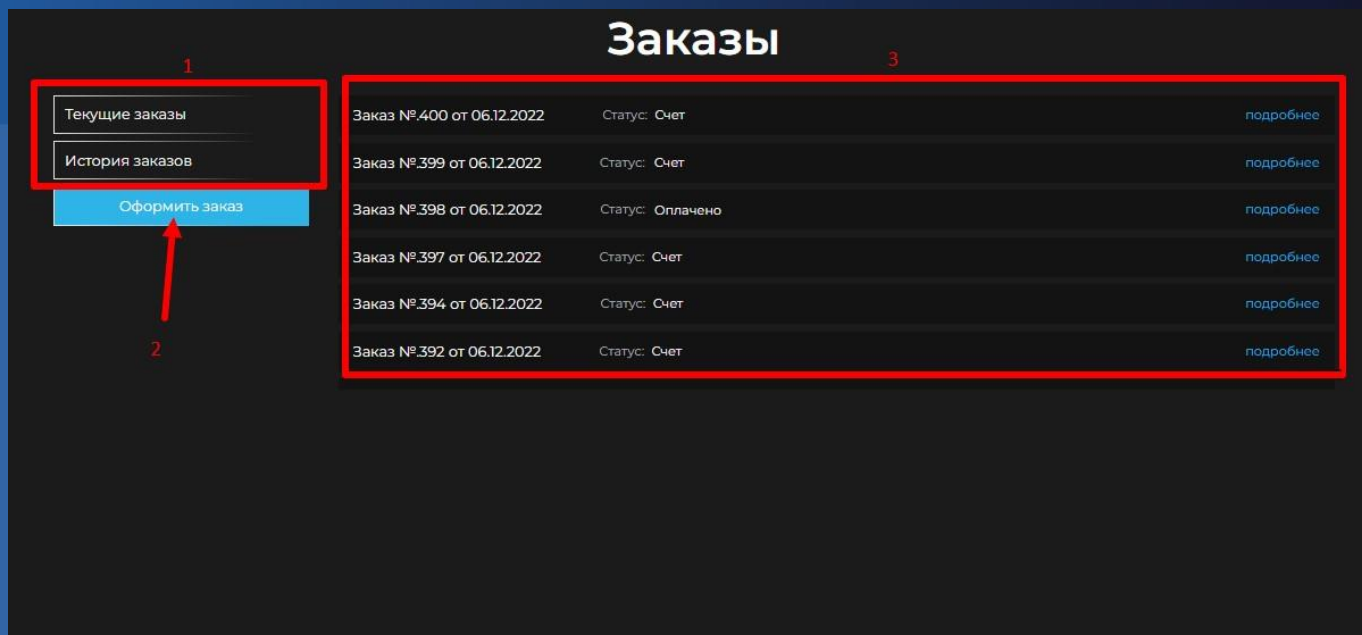 Заказы
1
3
Текущие заказы
История заказов
Оформить заказ
2
Заказ №.400 от 06.12.2022 Статус: Счет подробнее
Заказ №.399 от 06.12.2022 Статус: Счет подробнее
Заказ №.398 от 06.12.2022 Статус: Оплачено подробнее
Заказ №.397 от 06.12.2022 Статус: Счет подробнее
Заказ №.394 от 06.12.2022 Статус: Счет подробнее
Заказ №.392 от 06.12.2022 Статус: Счет подробнее